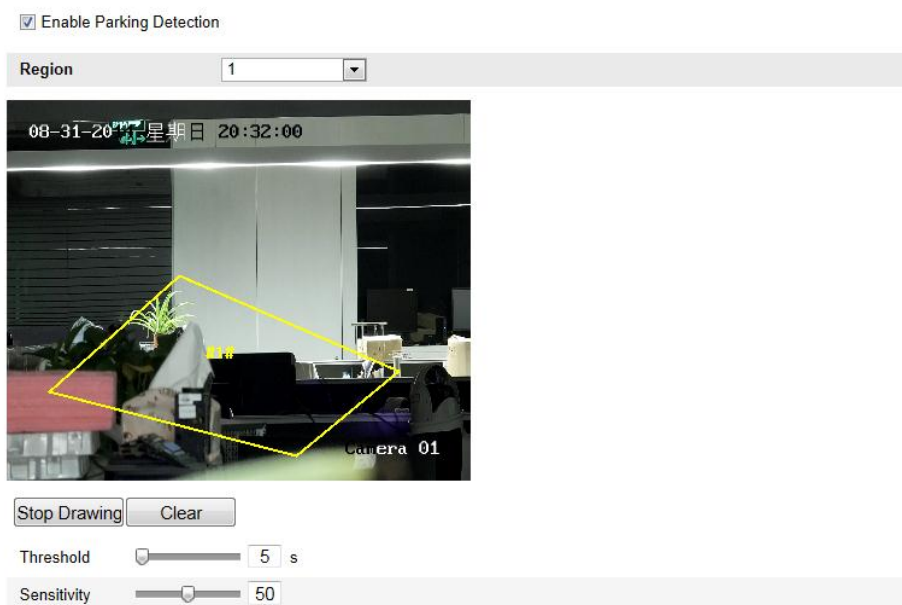 Enable Parking Detection
Region 1
08-31-20 星期日 20:32:00
#1#
Camera 01
Stop Drawing Clear
Threshold 5 s
Sensitivity 50